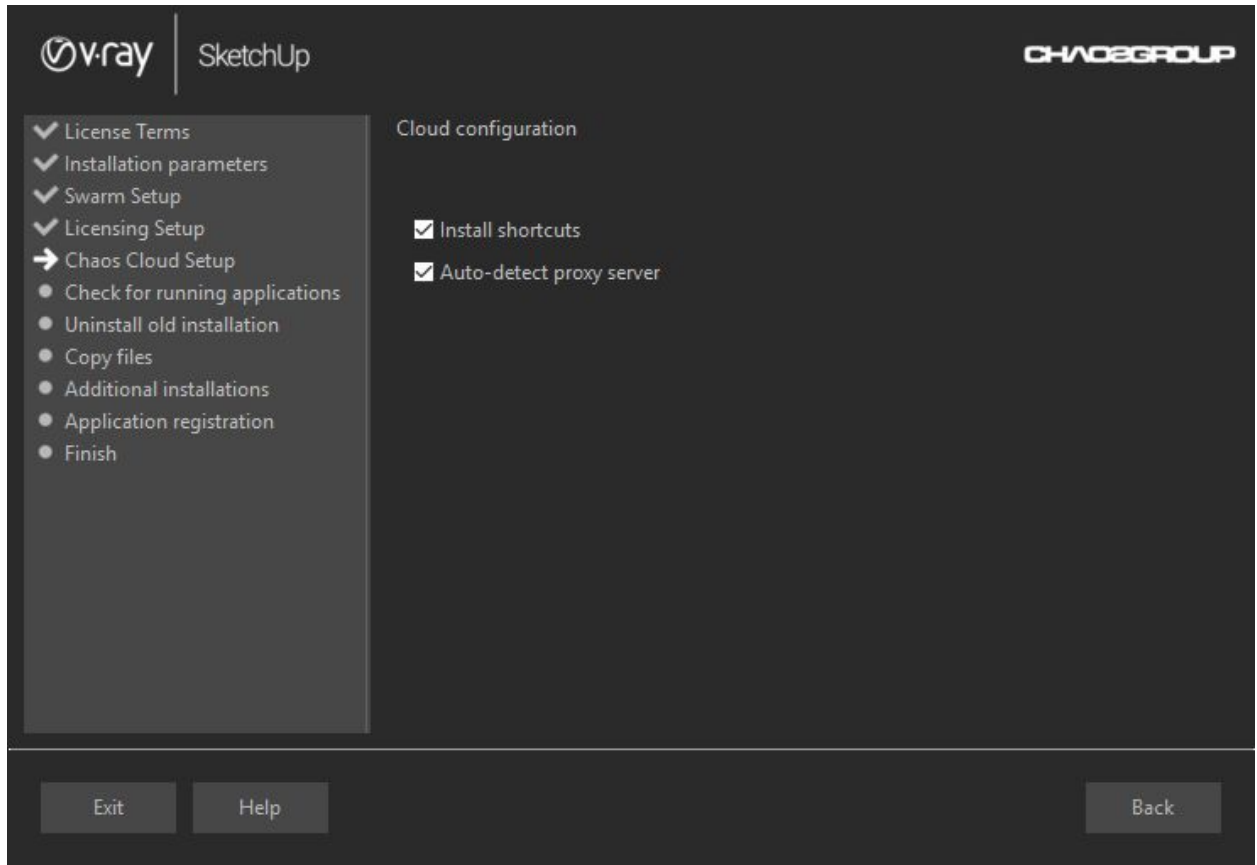 v·ray SketchUp CHAOSGROUP
License Terms
Installation parameters
Swarm Setup
Licensing Setup
Chaos Cloud Setup
Check for running applications
Uninstall old installation
Copy files
Additional installations
Application registration
Finish
Cloud configuration
Install shortcuts
Auto-detect proxy server
Exit Help Back